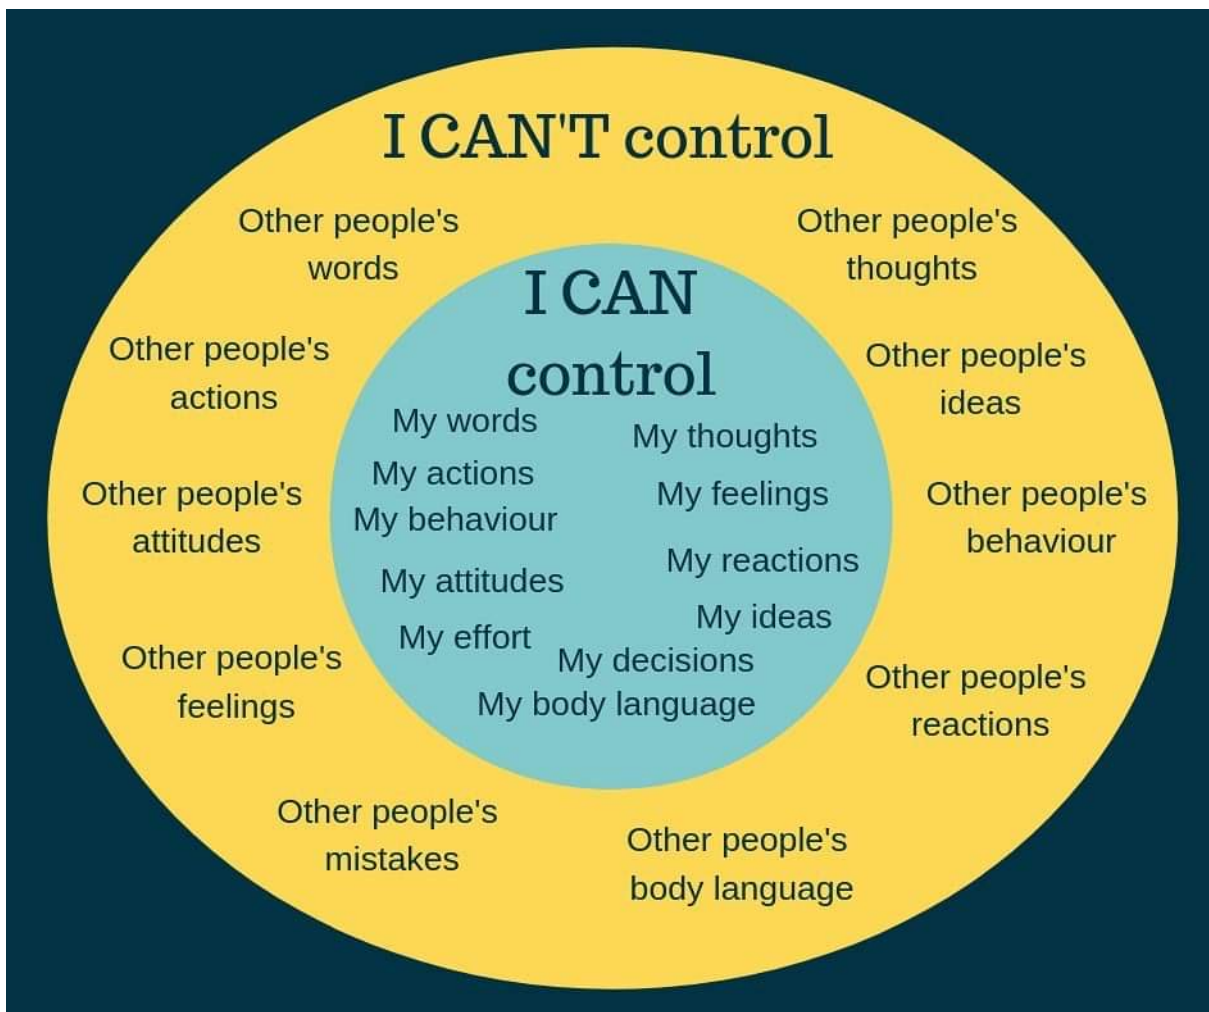 I CAN'T control
Other people's
words
Other people's
thoughts
Other people's
actions
Other people's
ideas
Other people's
attitudes
Other people's
behaviour
Other people's
feelings
Other people's
reactions
Other people's
mistakes
Other people's
body language
I CAN
control
My words
My thoughts
My actions
My feelings
My behaviour
My reactions
My attitudes
My ideas
My effort
My decisions
My body language